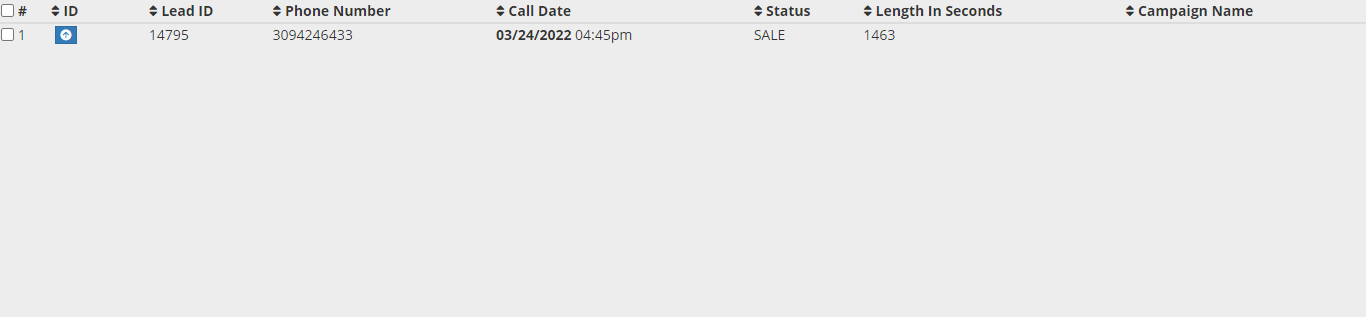 # ID Lead ID Phone Number Call Date Status Length In Seconds Campaign Name
1 14795 3094246433 03/24/2022 04:45pm SALE 1463